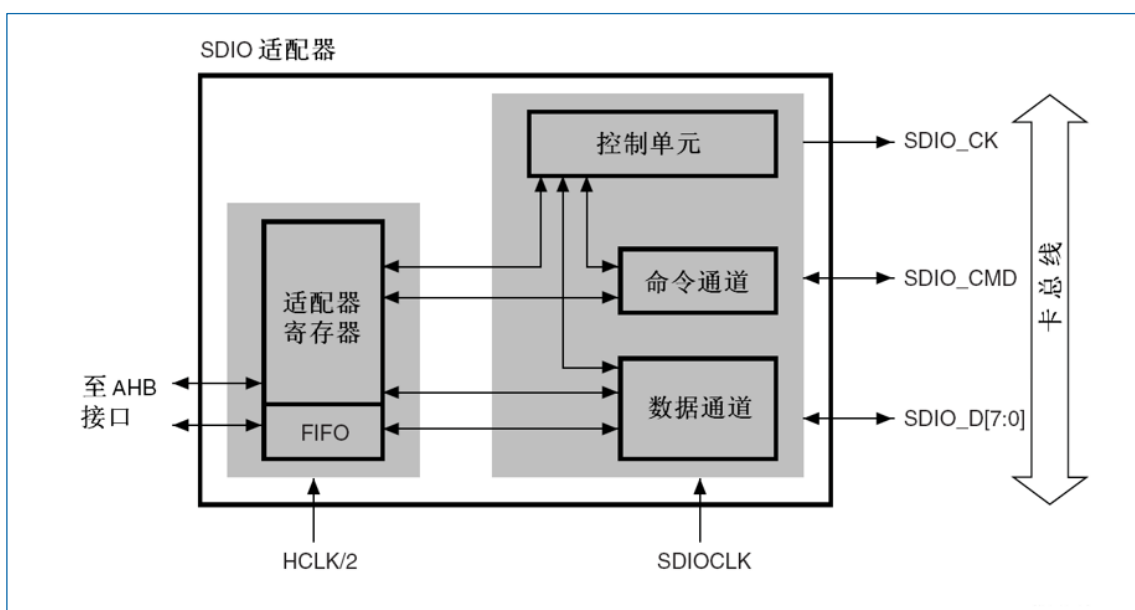 SDIO 适配器
控制单元
SDIO_CK
命令通道
SDIO_CMD
适配器
寄存器
卡总线
至 AHB
接口
FIFO
数据通道
SDIO_D[7:0]
HCLK/2
SDIOCLK